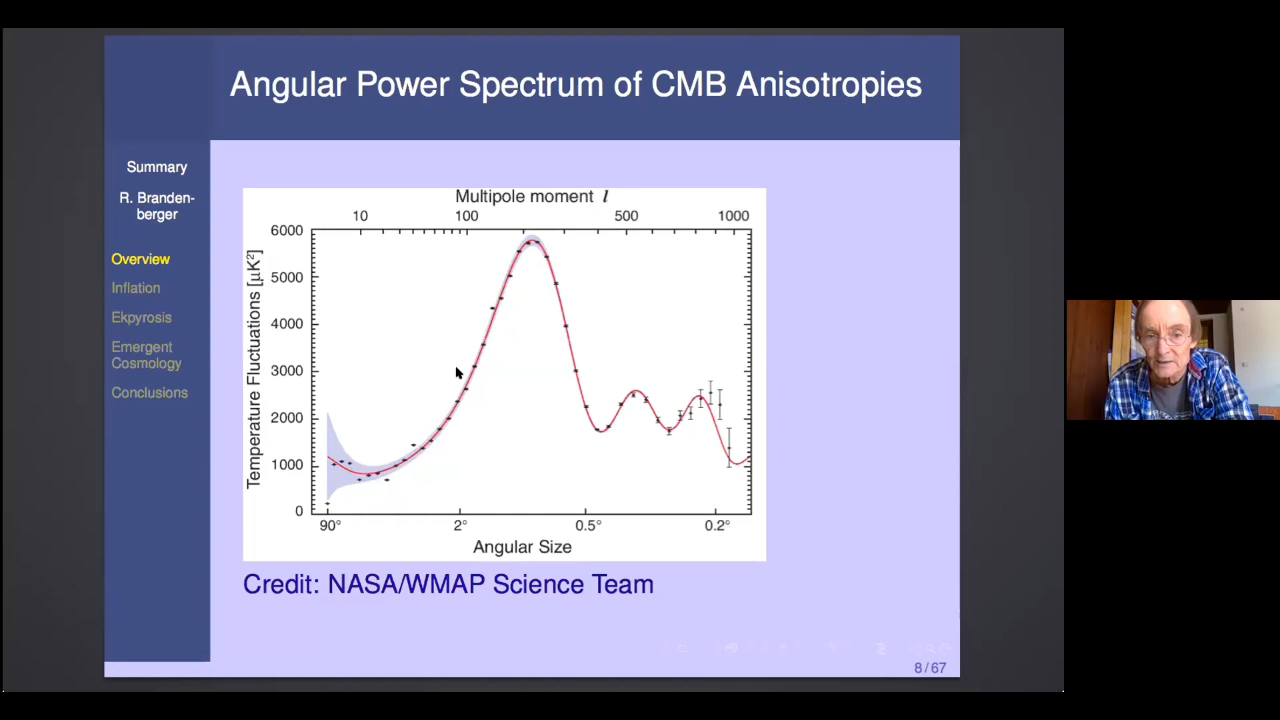 Angular Power Spectrum of CMB Anisotropies
Summary
R. Branden-
berger
Overview
Inflation
Ekpyrosis
Emergent
Cosmology
Conclusions
Multipole moment l
10 100 500 1000
Temperature Fluctuations [μK²]
6000
5000
4000
3000
2000
1000
0
90° 2° 0.5° 0.2°
Angular Size
Credit: NASA/WMAP Science Team
8 / 67